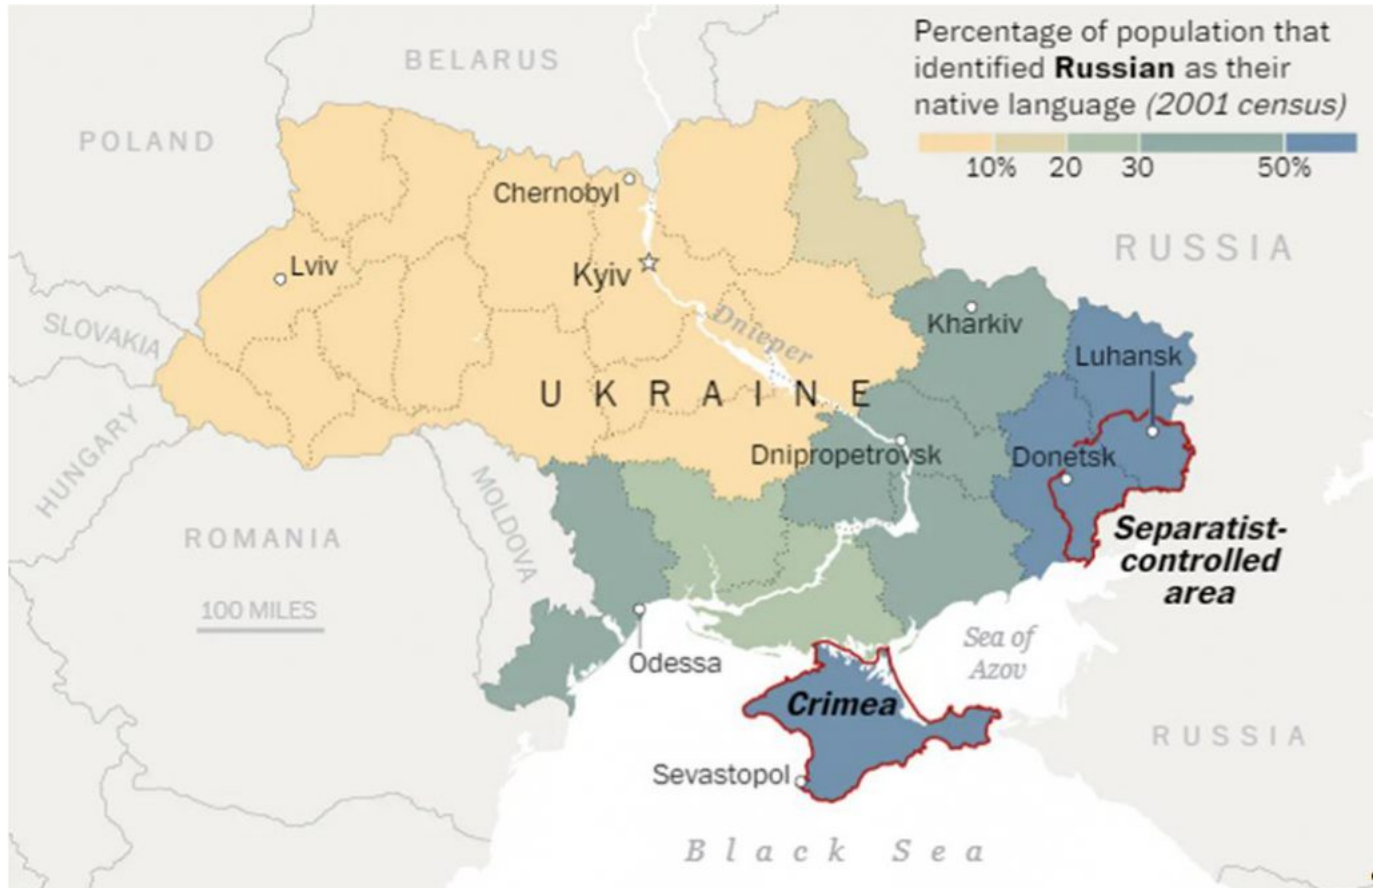 Percentage of population that
identified Russian as their
native language (2001 census)
10% 20 30 50%
BELARUS
POLAND
Chernobyl
RUSSIA
Lviv
Kyiv
SLOVAKIA
Dnieper
Kharkiv
Luhansk
UKRAINE
HUNGARY
Dnipropetrovsk
Donetsk
MOLDOVA
ROMANIA
Separatist-
controlled
area
100 MILES
Odessa
Sea of
Azov
Crimea
RUSSIA
Sevastopol
Black Sea